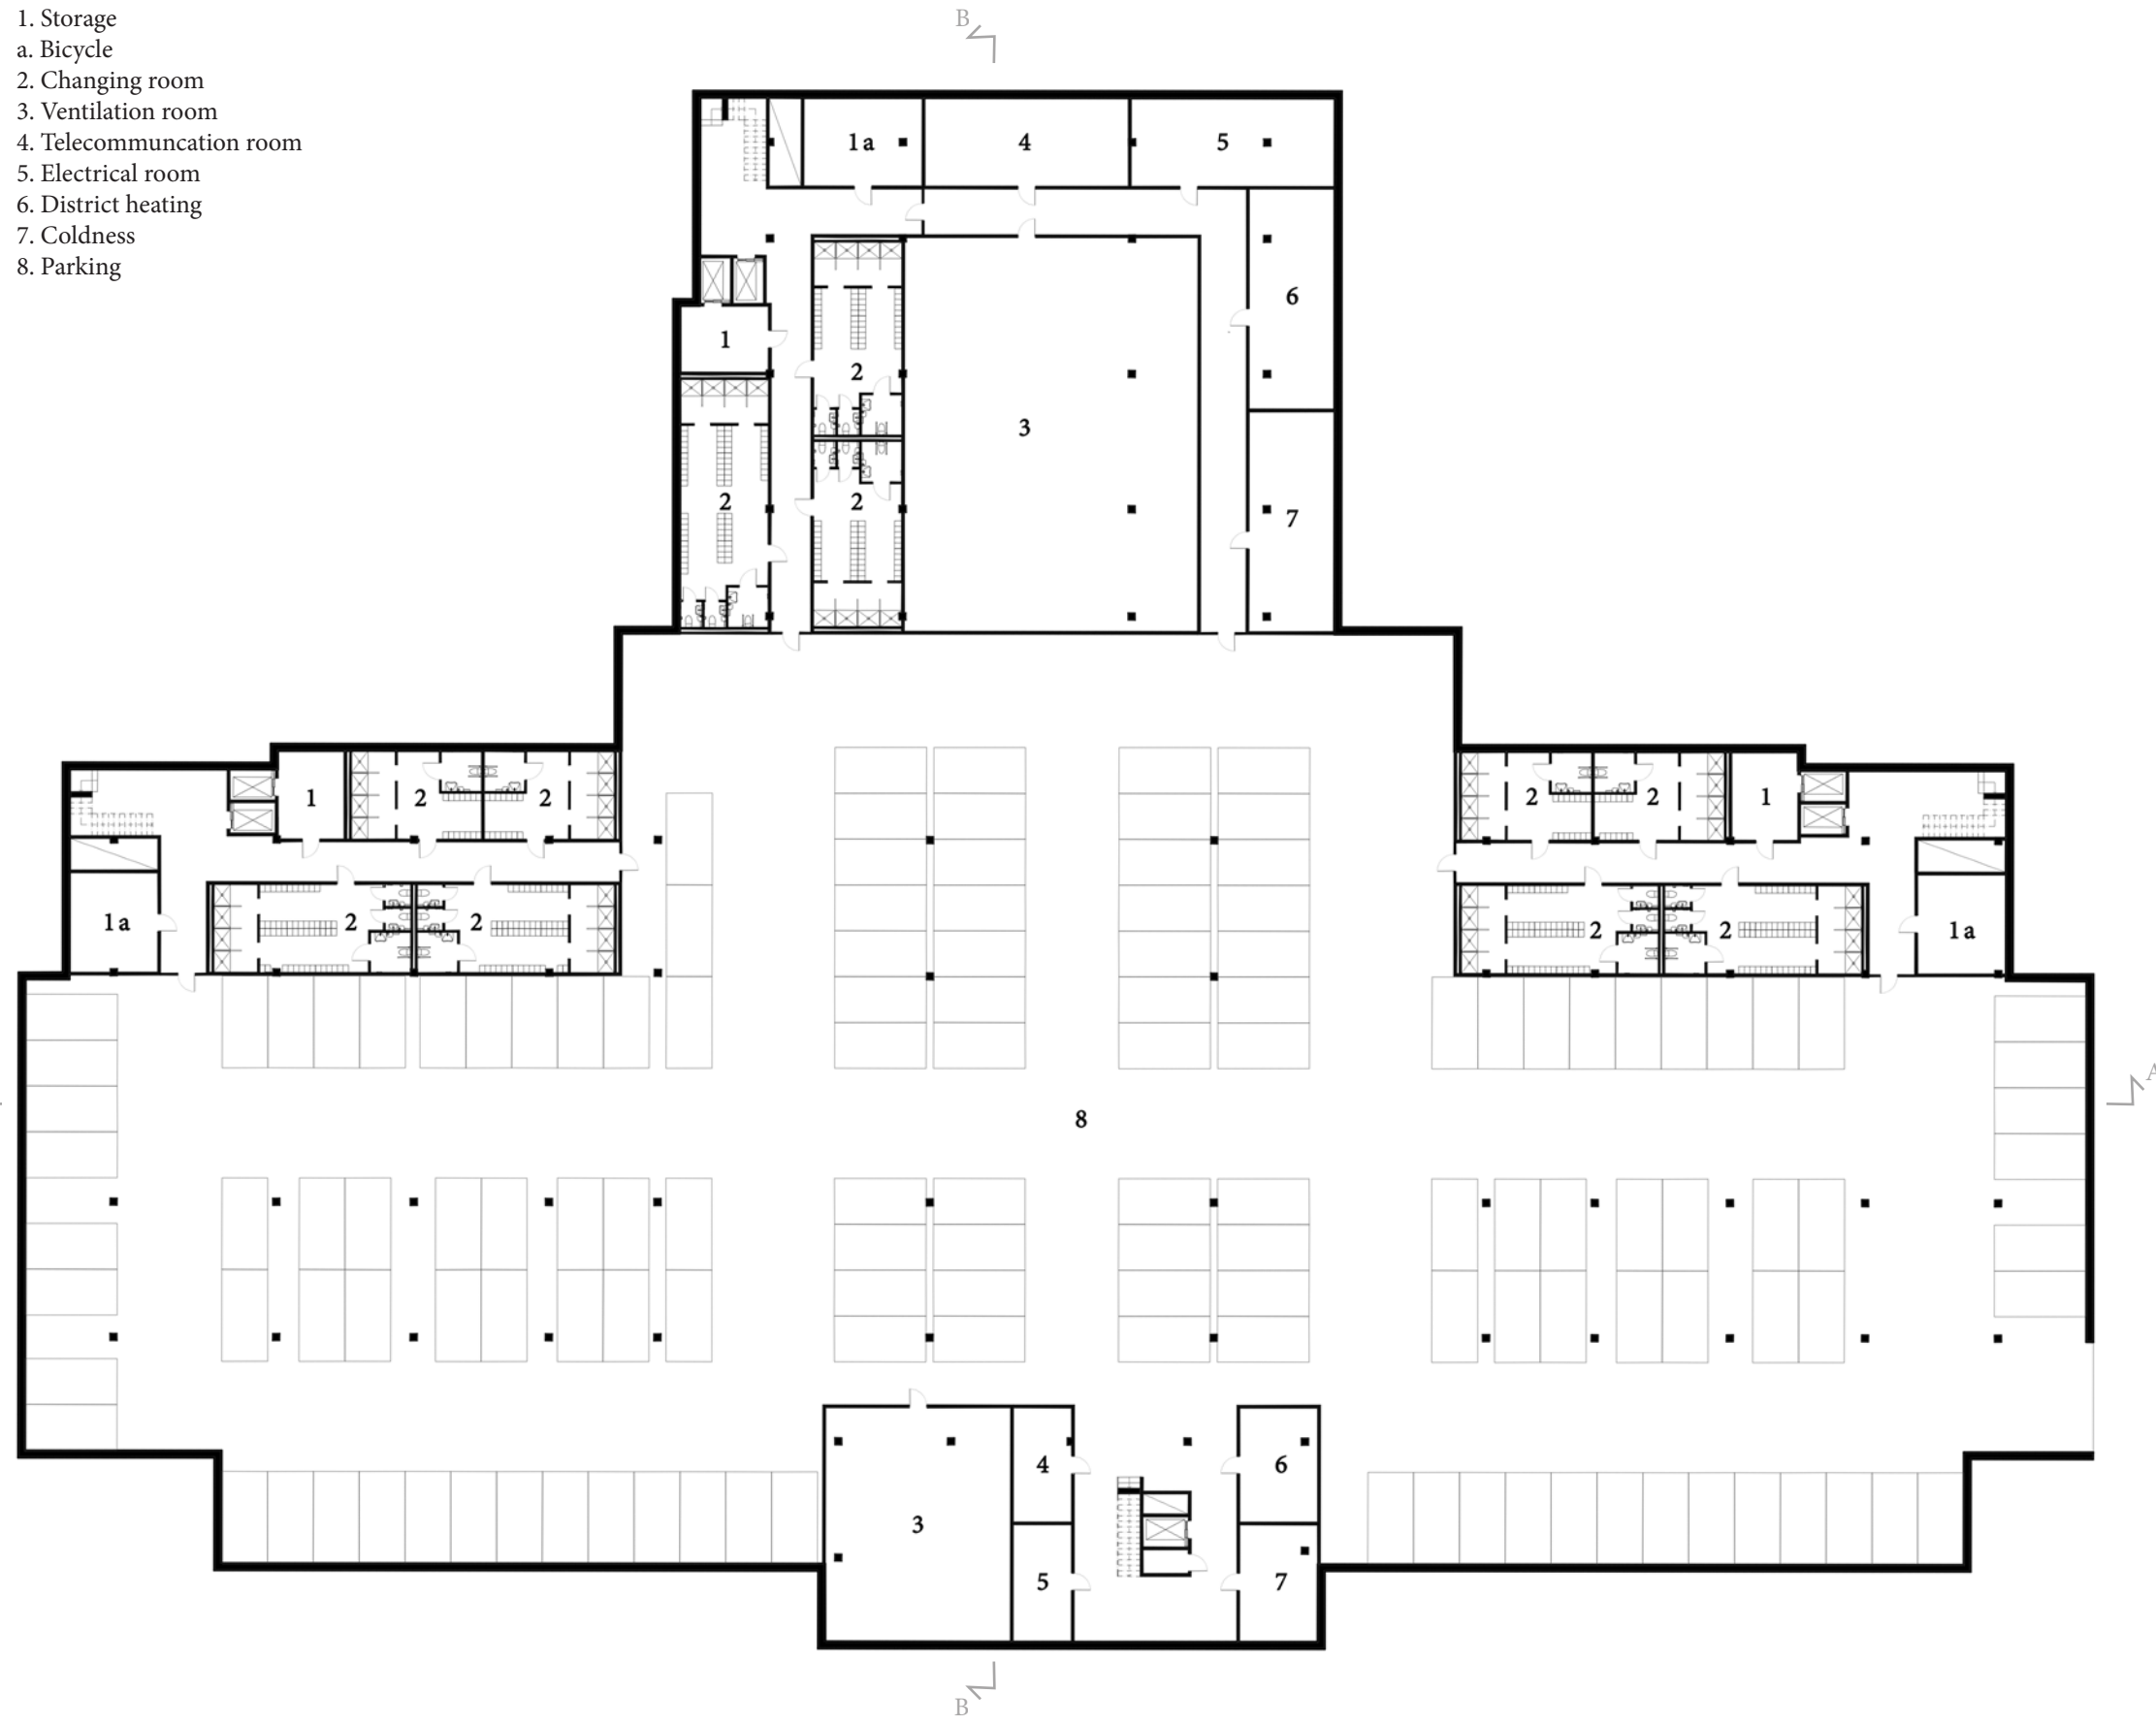 1. Storage
a. Bicycle
2. Changing room
3. Ventilation room
4. Telecommuncation room
5. Electrical room
6. District heating
7. Coldness
8. Parking
B
1a 4 5
6
1
2
3
2 2
7
1 2 2
2 2 1
1a 2 2
2 2 1a
A
8
4 6
3
5 7
B